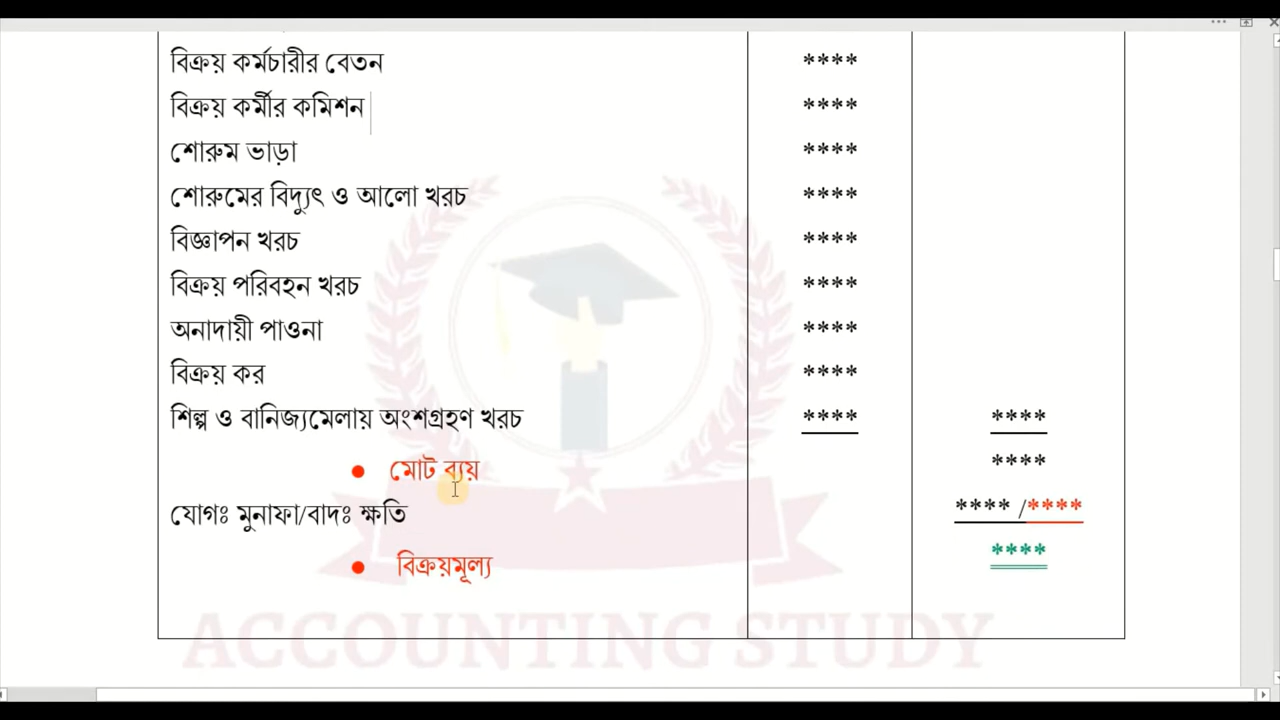 বিক্রয় কর্মচারীর বেতন ****
বিক্রয় কর্মীর কমিশন ****
শোরুম ভাড়া ****
শোরুমের বিদ্যুৎ ও আলো খরচ ****
বিজ্ঞাপন খরচ ****
বিক্রয় পরিবহন খরচ ****
অনাদায়ী পাওনা ****
বিক্রয় কর ****
শিল্প ও বানিজ্যমেলায় অংশগ্রহণ খরচ **** ****
• মোট ব্যয় ****
যোগঃ মুনাফা/বাদঃ ক্ষতি **** /****
• বিক্রয়মূল্য ****
ACCOUNTING STUDY